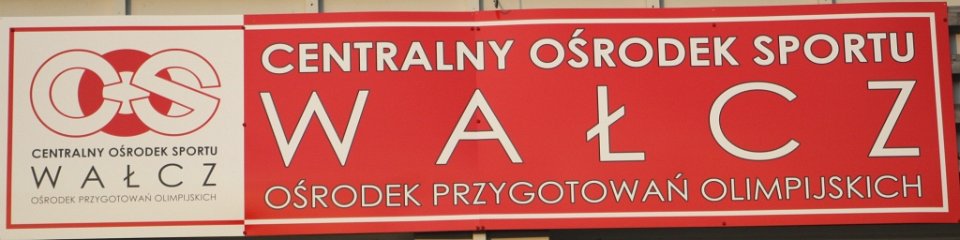 COS
CENTRALNY OŚRODEK SPORTU
WAŁCZ
OŚRODEK PRZYGOTOWAŃ OLIMPIJSKICH
CENTRALNY OŚRODEK SPORTU
WAŁCZ
OŚRODEK PRZYGOTOWAŃ OLIMPIJSKICH